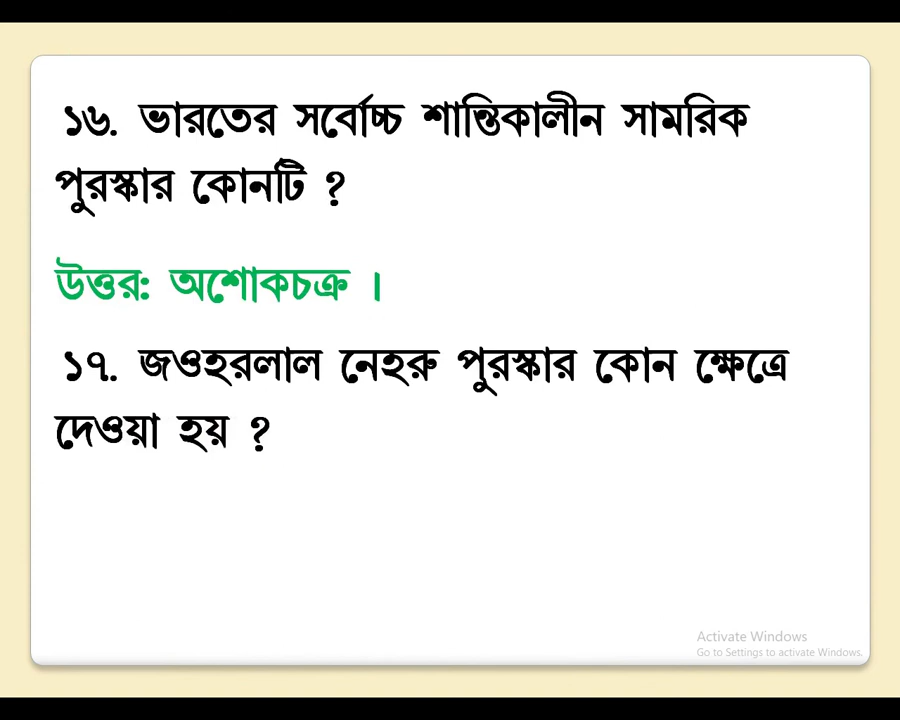 ১৬. ভারতের সর্বোচ্চ শান্তিকালীন সামরিক
পুরস্কার কোনটি ?
উত্তর: অশোকচক্র ।
১৭. জওহরলাল নেহরু পুরস্কার কোন ক্ষেত্রে
দেওয়া হয় ?
Activate Windows
Go to Settings to activate Windows.